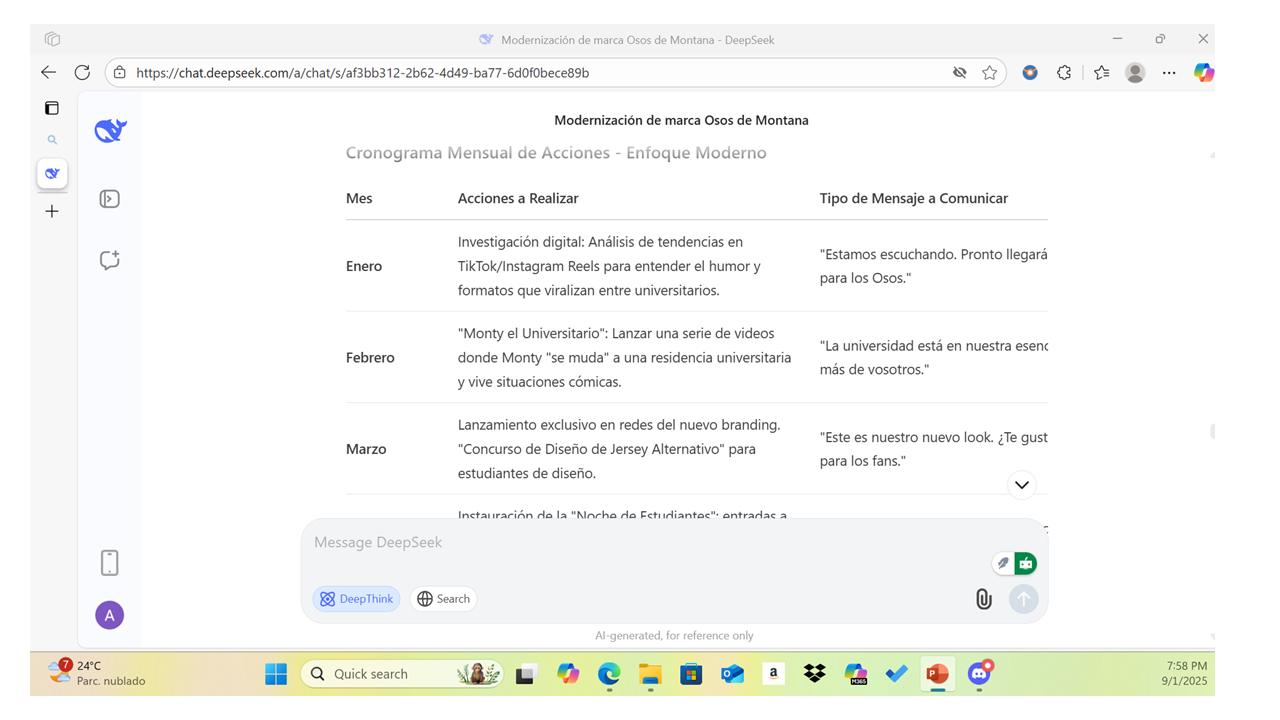 Modernización de marca Osos de Montana - DeepSeek
https://chat.deepseek.com/a/chat/s/af3bb312-2b62-4d49-ba77-6d0f0bece89b
Modernización de marca Osos de Montana
Cronograma Mensual de Acciones - Enfoque Moderno
Mes Acciones a Realizar Tipo de Mensaje a Comunicar
Enero
Investigación digital: Análisis de tendencias en
TikTok/Instagram Reels para entender el humor y
formatos que viralizan entre universitarios.
"Estamos escuchando. Pronto llegará
para los Osos."
Febrero
"Monty el Universitario": Lanzar una serie de videos
donde Monty "se muda" a una residencia universitaria
y vive situaciones cómicas.
"La universidad está en nuestra esenc
más de vosotros."
Marzo
Lanzamiento exclusivo en redes del nuevo branding.
"Concurso de Diseño de Jersey Alternativo" para
estudiantes de diseño.
"Este es nuestro nuevo look. ¿Te gust
para los fans."
Instauración de la "Noche de Estudiantes": entradas a
Message DeepSeek
DeepThink
Search
AI-generated, for reference only
A
7
24°C
Parc. nublado
Quick search
a
M365
P
7:58 PM
9/1/2025